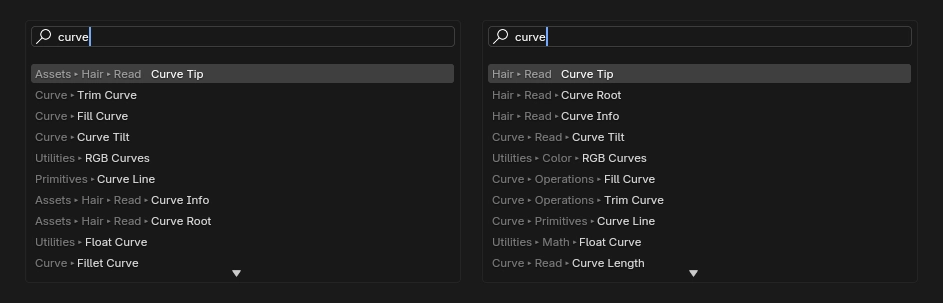 curve
Assets ▸ Hair ▸ Read Curve Tip
Curve ▸ Trim Curve
Curve ▸ Fill Curve
Curve ▸ Curve Tilt
Utilities ▸ RGB Curves
Primitives ▸ Curve Line
Assets ▸ Hair ▸ Read ▸ Curve Info
Assets ▸ Hair ▸ Read ▸ Curve Root
Utilities ▸ Float Curve
Curve ▸ Fillet Curve
curve
Hair ▸ Read Curve Tip
Hair ▸ Read ▸ Curve Root
Hair ▸ Read ▸ Curve Info
Curve ▸ Read ▸ Curve Tilt
Utilities ▸ Color ▸ RGB Curves
Curve ▸ Operations ▸ Fill Curve
Curve ▸ Operations ▸ Trim Curve
Curve ▸ Primitives ▸ Curve Line
Utilities ▸ Math ▸ Float Curve
Curve ▸ Read ▸ Curve Length